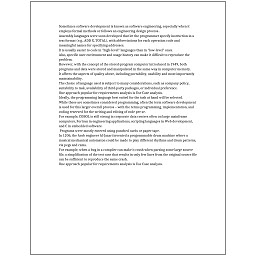 Sometimes software development is known as software engineering, especially when it
employs formal methods or follows an engineering design process.
Assembly languages were soon developed that let the programmer specify instruction in a
text format (e.g., ADD X, TOTAL), with abbreviations for each operation code and
meaningful names for specifying addresses.
It is usually easier to code in "high-level" languages than in "low-level" ones.
Also, specific user environment and usage history can make it difficult to reproduce the
problem.
However, with the concept of the stored-program computer introduced in 1949, both
programs and data were stored and manipulated in the same way in computer memory.
It affects the aspects of quality above, including portability, usability and most importantly
maintainability.
The choice of language used is subject to many considerations, such as company policy,
suitability to task, availability of third-party packages, or individual preference.
One approach popular for requirements analysis is Use Case analysis.
Ideally, the programming language best suited for the task at hand will be selected.
While these are sometimes considered programming, often the term software development
is used for this larger overall process – with the terms programming, implementation, and
coding reserved for the writing and editing of code per se.
For example, COBOL is still strong in corporate data centers often on large mainframe
computers, Fortran in engineering applications, scripting languages in Web development,
and C in embedded software.
Programs were mostly entered using punched cards or paper tape.
In 1206, the Arab engineer Al-Jazari invented a programmable drum machine where a
musical mechanical automaton could be made to play different rhythms and drum patterns,
via pegs and cams.
For example, when a bug in a compiler can make it crash when parsing some large source
file, a simplification of the test case that results in only few lines from the original source file
can be sufficient to reproduce the same crash.
One approach popular for requirements analysis is Use Case analysis.